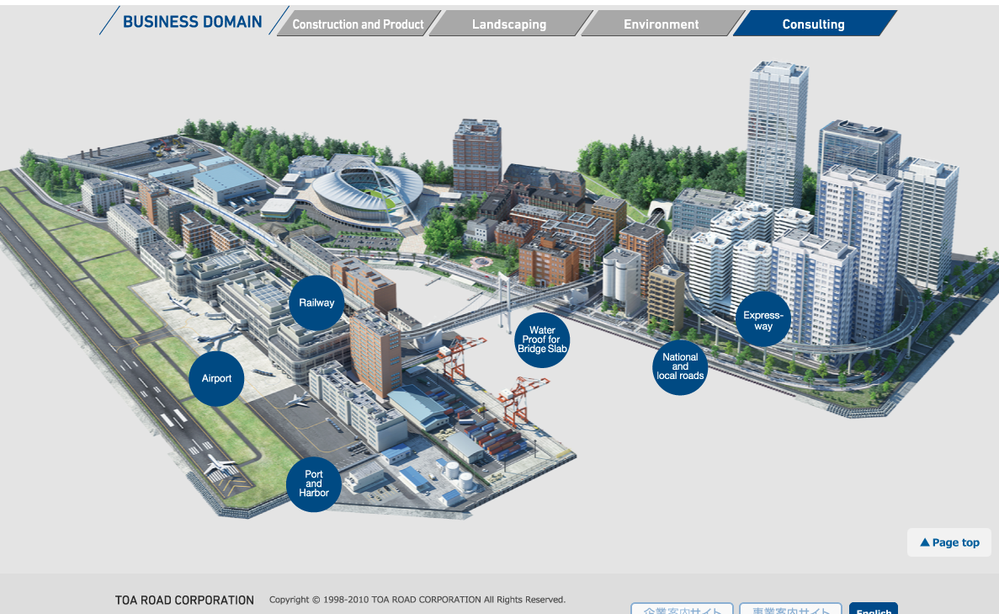 BUSINESS DOMAIN
Construction and Product
Landscaping
Environment
Consulting
Railway
Express-
way
Water
Proof for
Bridge Slab
National
and
local roads
Airport
Port
and
Harbor
▲ Page top
TOA ROAD CORPORATION
Copyright © 1998-2010 TOA ROAD CORPORATION All Rights Reserved.
企業案内サイト
事業案内サイト
English